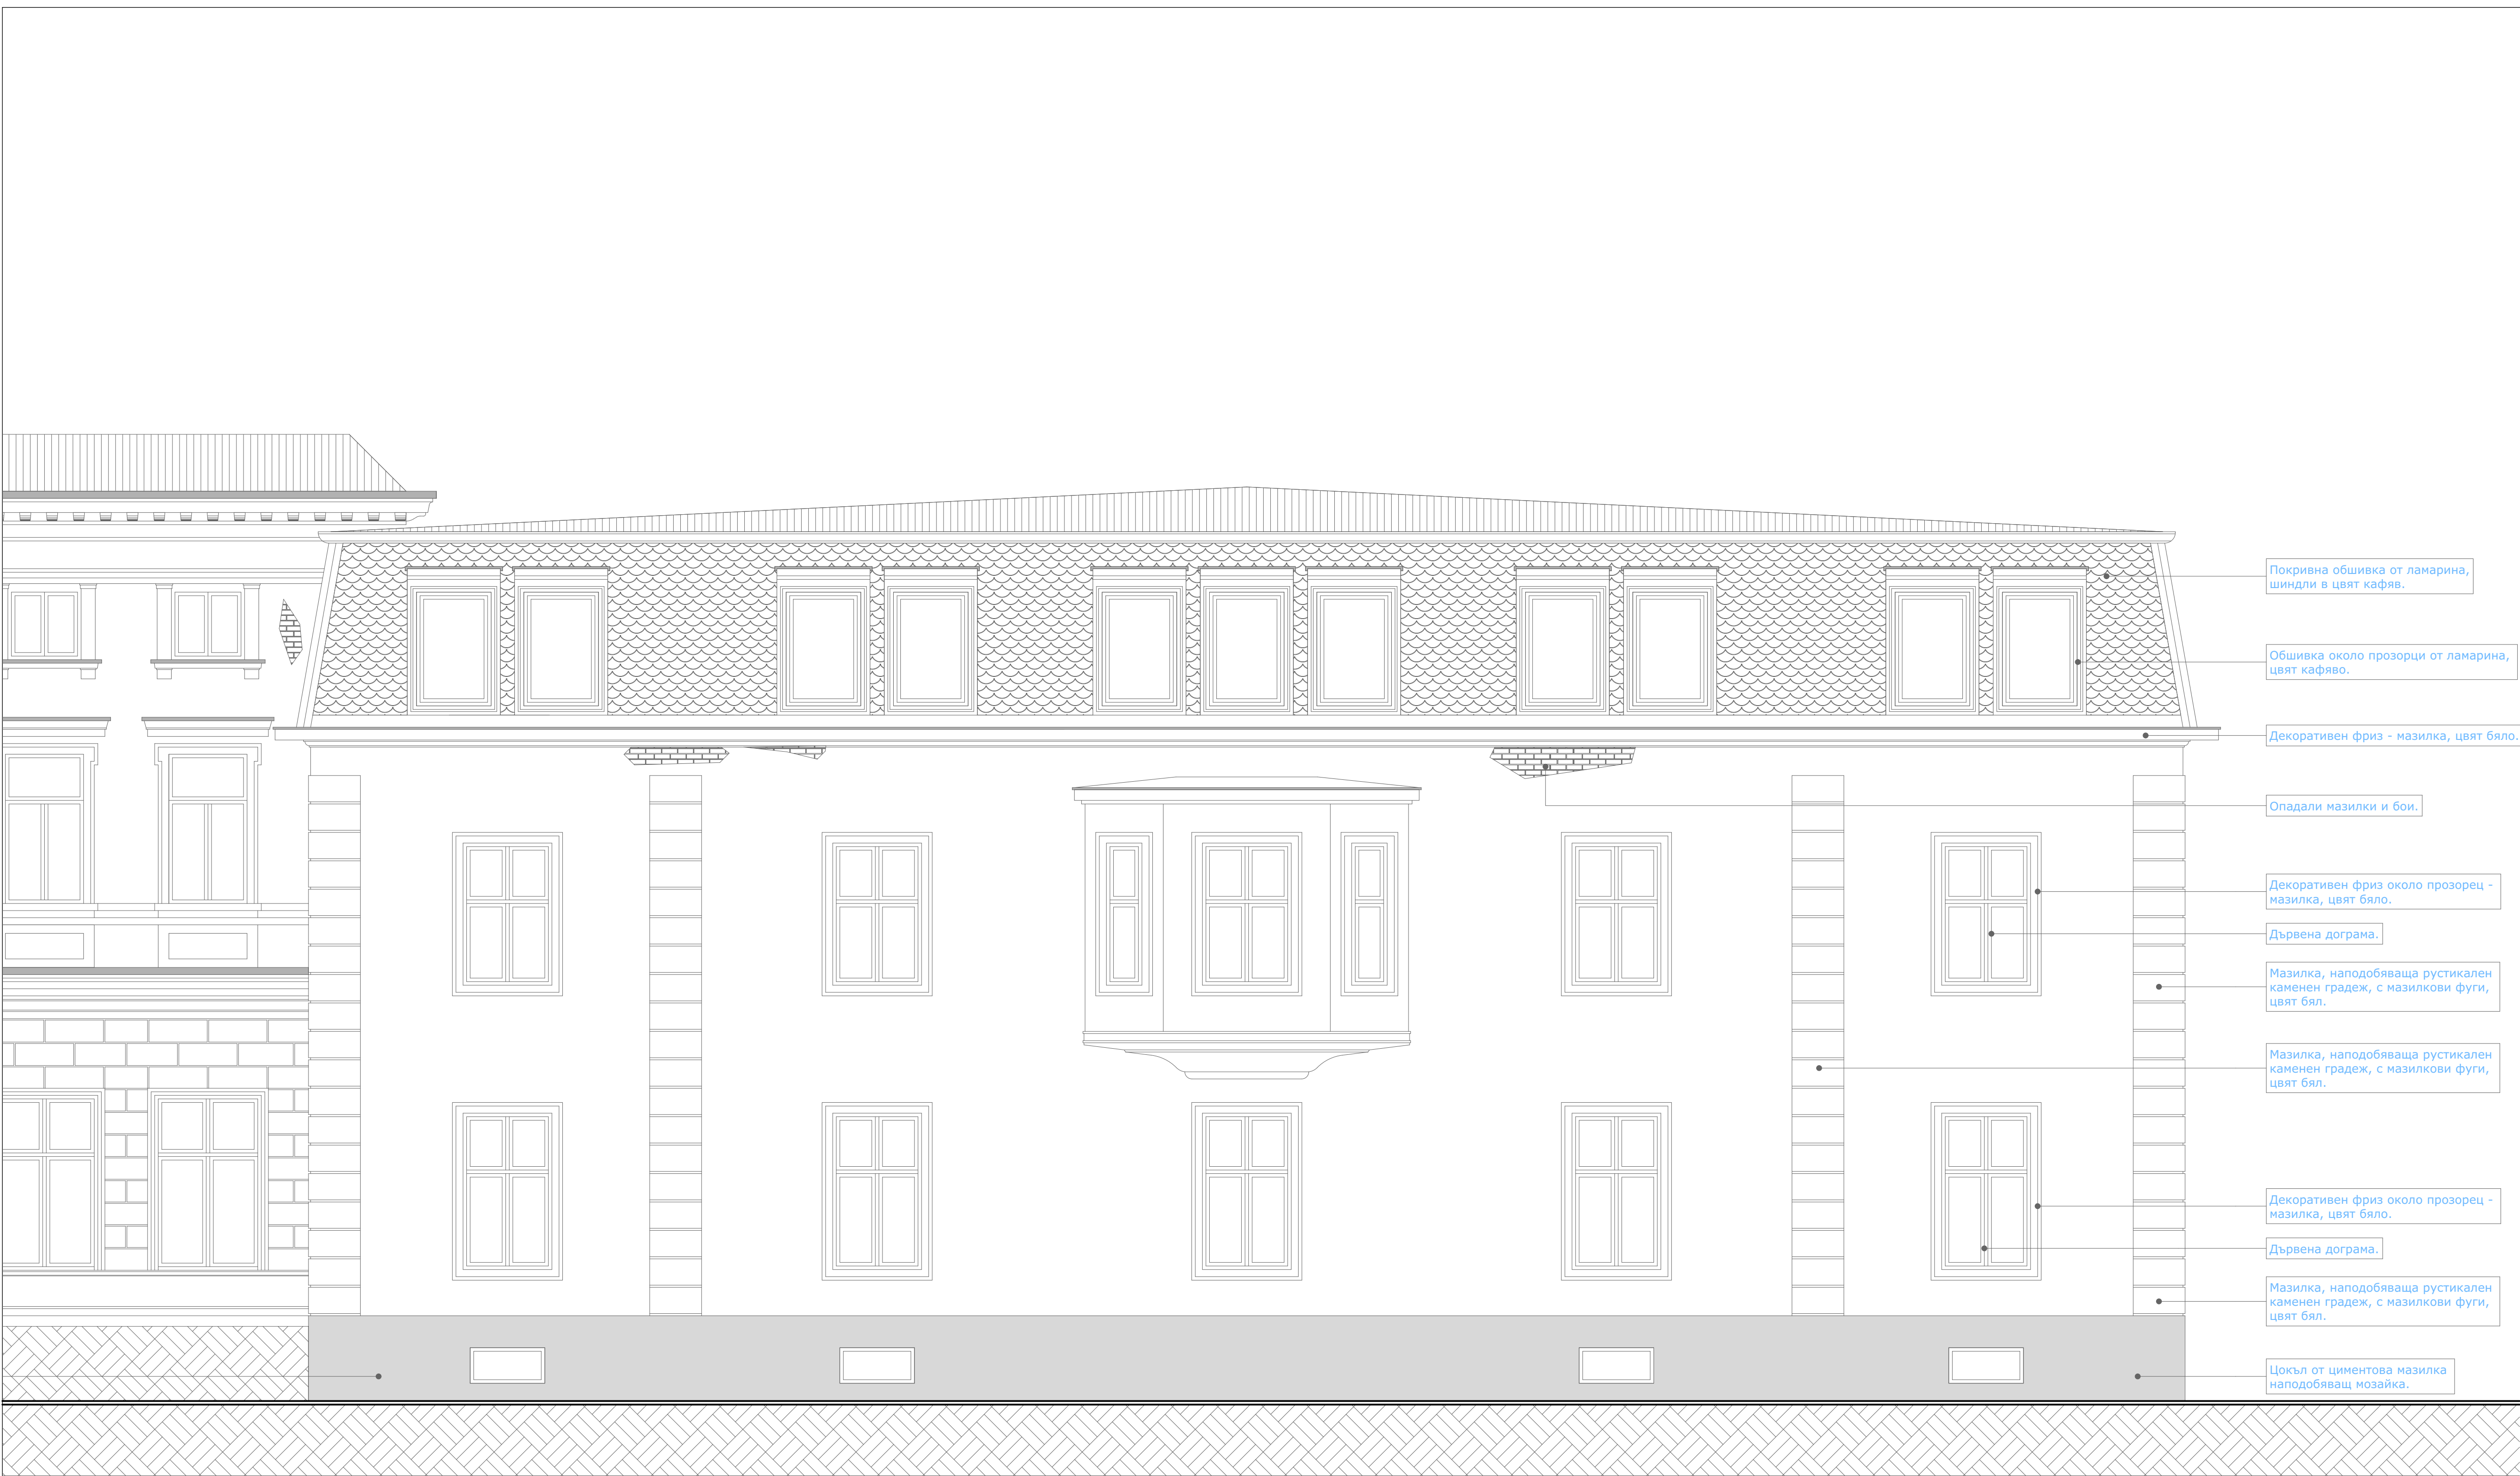 Покривна обшивка от ламарина,
шиндли в цвят кафяв.
Обшивка около прозорци от ламарина,
цвят кафяво.
Декоративен фриз - мазилка, цвят бяло.
Опадали мазилки и бои.
Декоративен фриз около прозорец -
мазилка, цвят бяло.
Дървена дограма.
Мазилка, наподобяваща рустикален
каменен градеж, с мазилкови фуги,
цвят бял.
Мазилка, наподобяваща рустикален
каменен градеж, с мазилкови фуги,
цвят бял.
Декоративен фриз около прозорец -
мазилка, цвят бяло.
Дървена дограма.
Мазилка, наподобяваща рустикален
каменен градеж, с мазилкови фуги,
цвят бял.
Цокъл от циментова мазилка
наподобяващ мозайка.